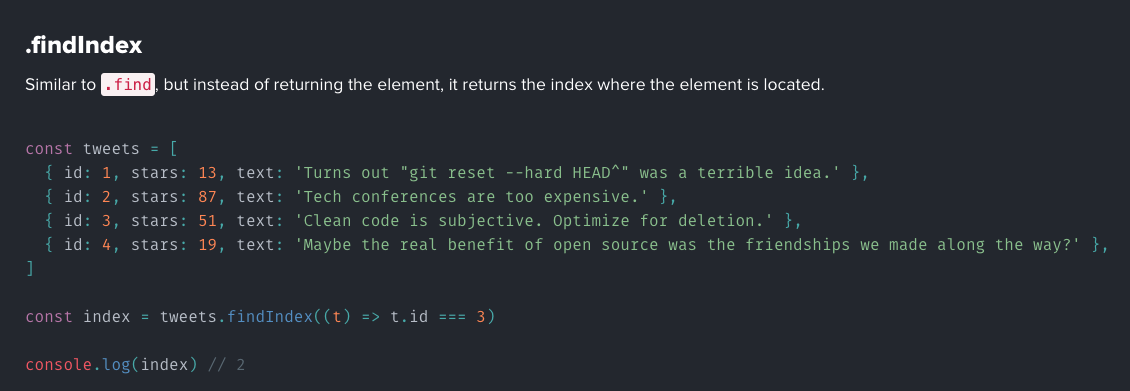 .findIndex
Similar to .find, but instead of returning the element, it returns the index where the element is located.
const tweets = [
  { id: 1, stars: 13, text: 'Turns out "git reset --hard HEAD^" was a terrible idea.' },
  { id: 2, stars: 87, text: 'Tech conferences are too expensive.' },
  { id: 3, stars: 51, text: 'Clean code is subjective. Optimize for deletion.' },
  { id: 4, stars: 19, text: 'Maybe the real benefit of open source was the friendships we made along the way?' },
]
const index = tweets.findIndex((t) => t.id === 3)
console.log(index) // 2